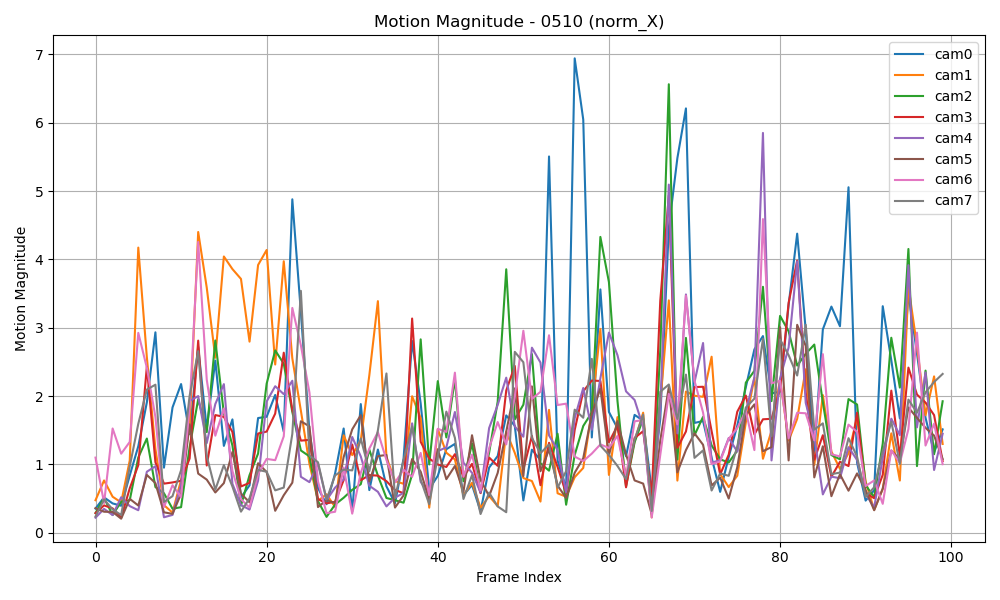 Motion Magnitude - 0510 (norm_X)
Motion Magnitude
7
6
5
4
3
2
1
0
0
20
40
60
80
100
Frame Index
cam0
cam1
cam2
cam3
cam4
cam5
cam6
cam7